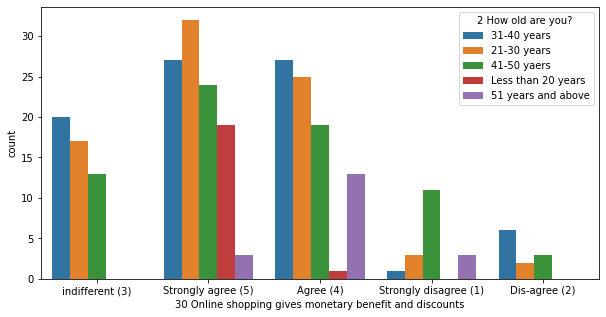 2 How old are you?
31-40 years
21-30 years
41-50 yaers
Less than 20 years
51 years and above
count
30
25
20
15
10
5
0
indifferent (3) Strongly agree (5) Agree (4) Strongly disagree (1) Dis-agree (2)
30 Online shopping gives monetary benefit and discounts